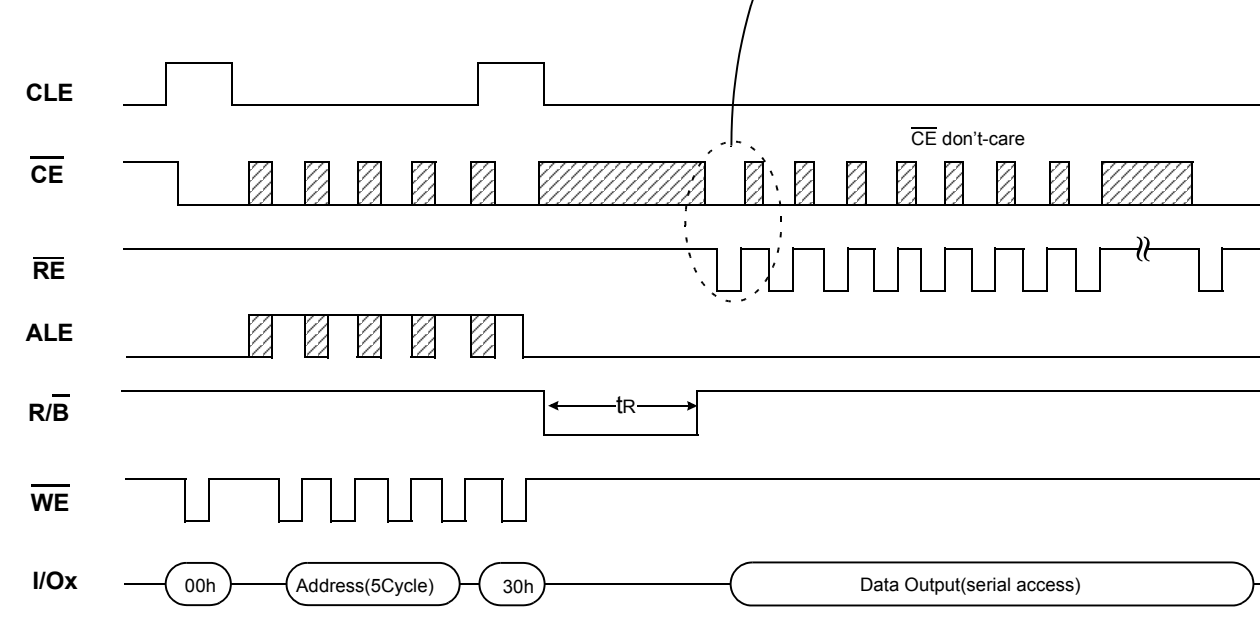 CLE
CE don't-care
CE
RE
ALE
R/B
tR
WE
I/Ox
00h
Address(5Cycle)
30h
Data Output(serial access)